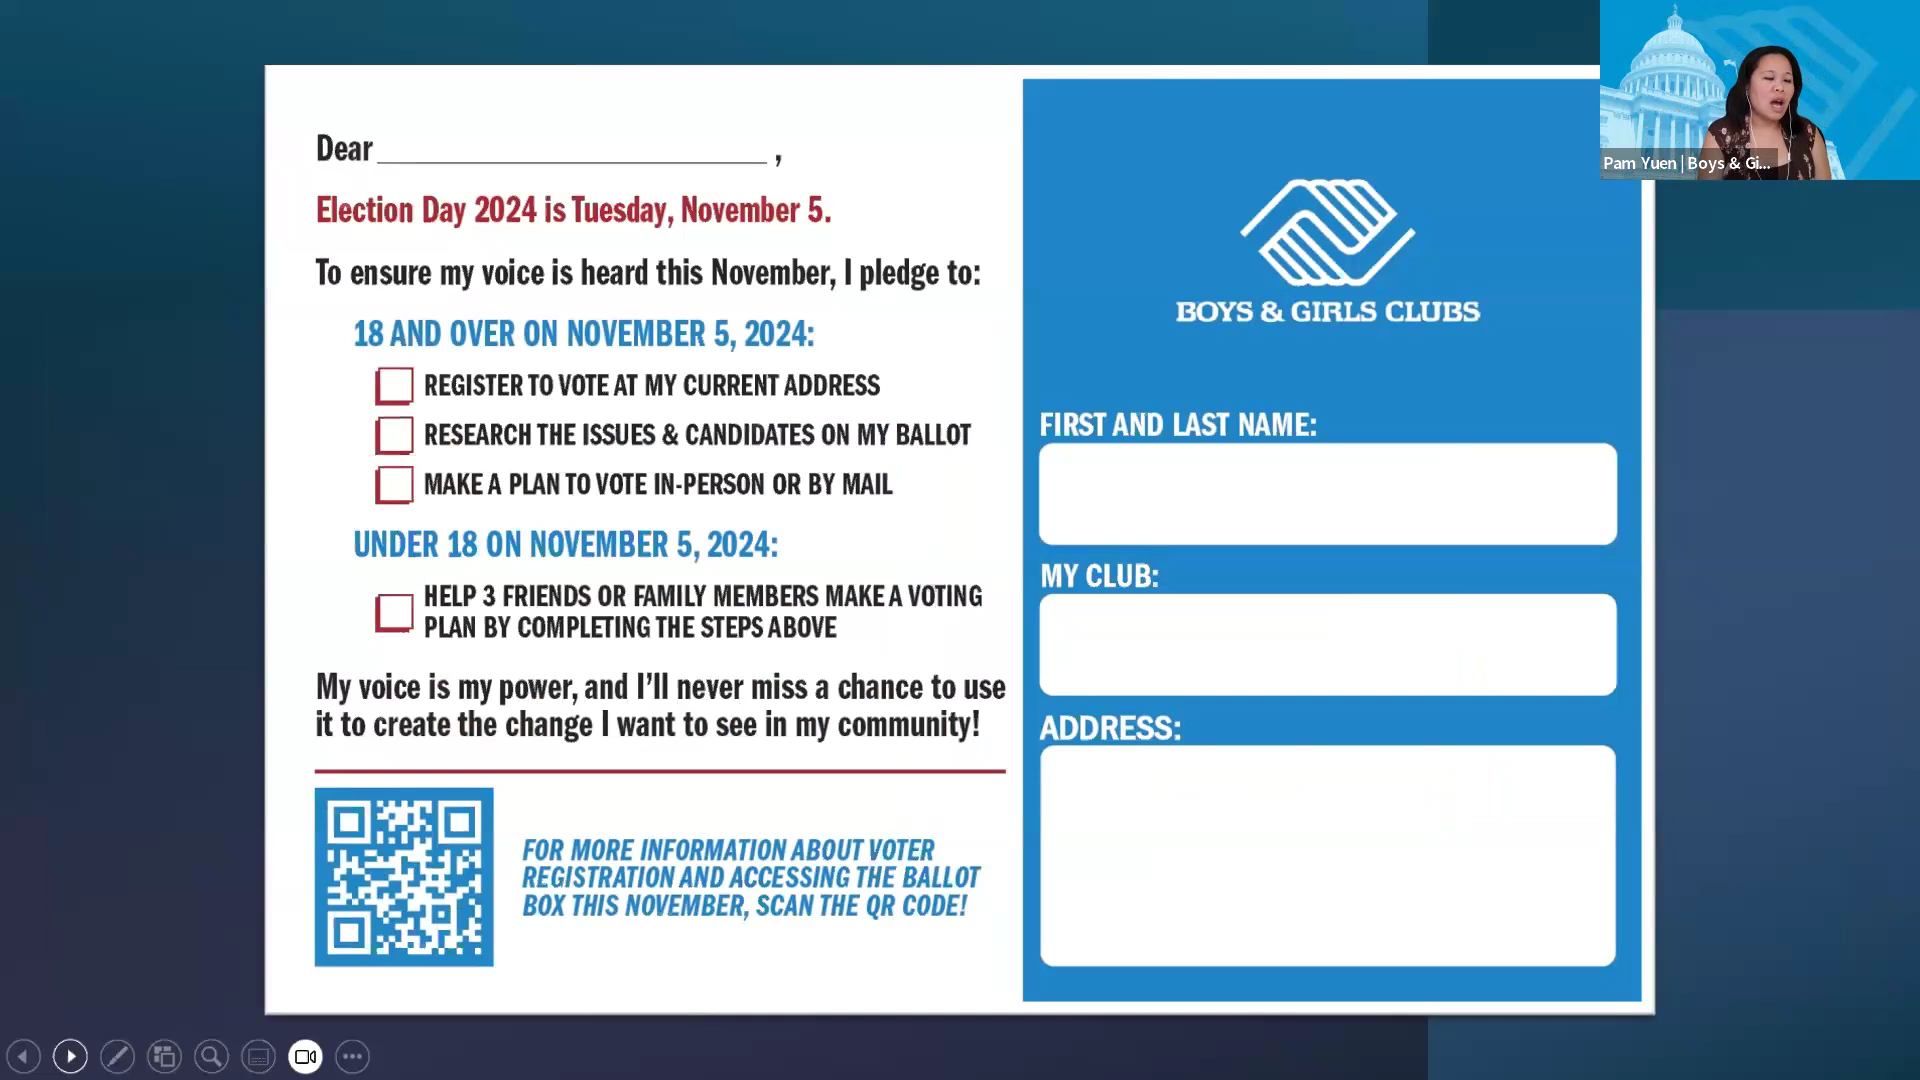 Dear ____________________ ,
Election Day 2024 is Tuesday, November 5.
To ensure my voice is heard this November, I pledge to:
18 AND OVER ON NOVEMBER 5, 2024:
REGISTER TO VOTE AT MY CURRENT ADDRESS
RESEARCH THE ISSUES & CANDIDATES ON MY BALLOT
MAKE A PLAN TO VOTE IN-PERSON OR BY MAIL
UNDER 18 ON NOVEMBER 5, 2024:
HELP 3 FRIENDS OR FAMILY MEMBERS MAKE A VOTING
PLAN BY COMPLETING THE STEPS ABOVE
My voice is my power, and I'll never miss a chance to use
it to create the change I want to see in my community!
FOR MORE INFORMATION ABOUT VOTER
REGISTRATION AND ACCESSING THE BALLOT
BOX THIS NOVEMBER, SCAN THE QR CODE!
BOYS & GIRLS CLUBS
FIRST AND LAST NAME:
MY CLUB:
ADDRESS:
Pam Yuen | Boys & Gi...